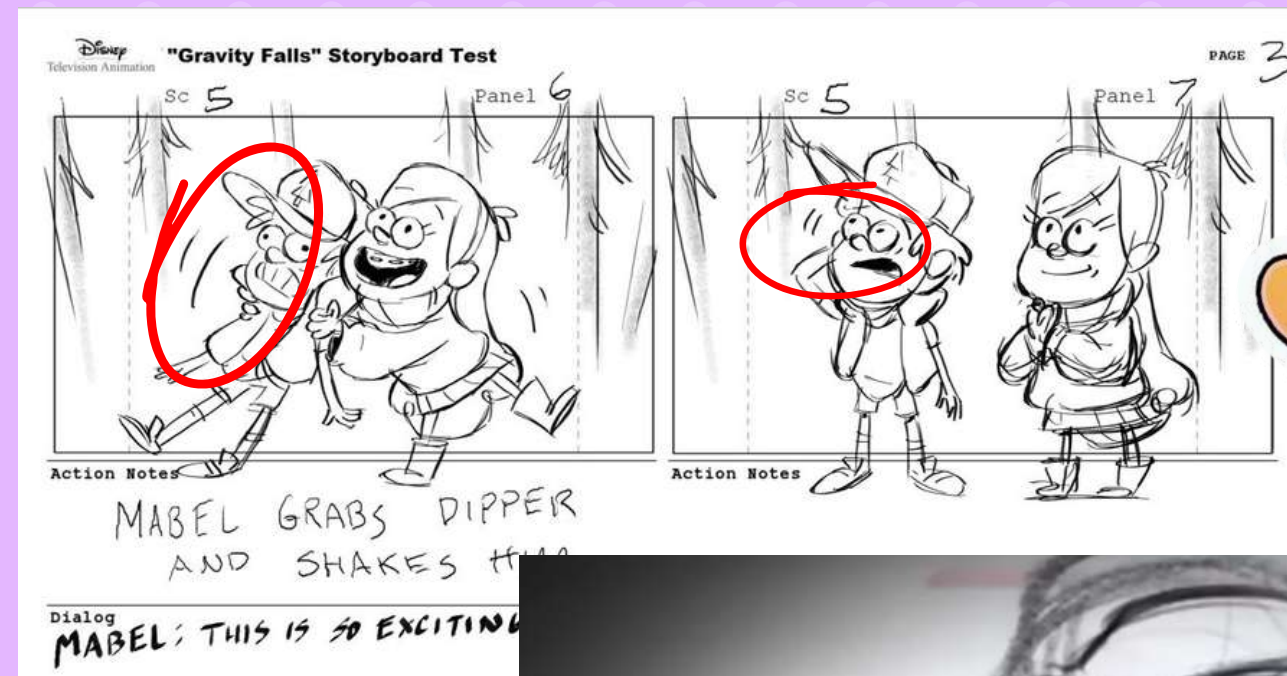 Disney
Television Animation
"Gravity Falls" Storyboard Test
PAGE 3
Sc 5
Panel 6
Sc 5
Panel 7
Action Notes
MABEL GRABS DIPPER
AND SHAKES
Action Notes
Dialog
MABEL: THIS IS SO EXCITING